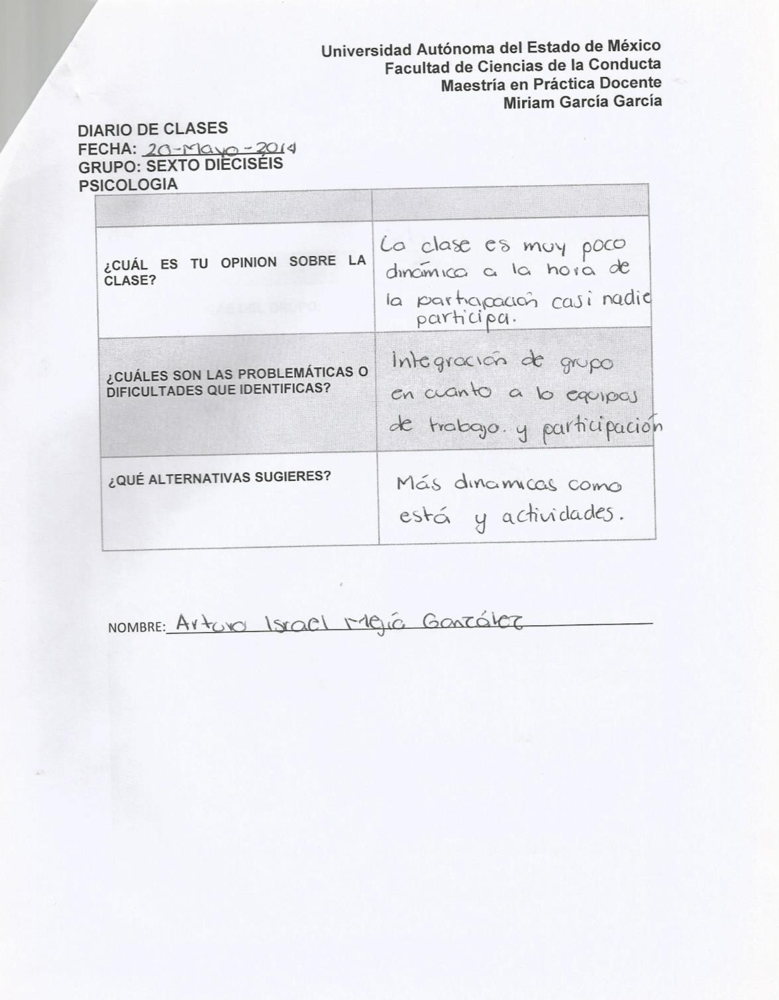 Universidad Autónoma del Estado de México
Facultad de Ciencias de la Conducta
Maestría en Práctica Docente
Miriam García García
DIARIO DE CLASES
FECHA: 20-Mayo-2014
GRUPO: SEXTO DIECISÉIS
PSICOLOGIA
¿CUÁL ES TU OPINION SOBRE LA
CLASE?
La clase es muy poco
dinámica a la hora de
la participación casi nadie
participa.
¿CUÁLES SON LAS PROBLEMÁTICAS O
DIFICULTADES QUE IDENTIFICAS?
Integración de grupo
en cuanto a lo equipos
de trabajo. y participación
¿QUÉ ALTERNATIVAS SUGIERES?
Más dinamicas como
está y actividades.
NOMBRE: Arturo Israel Mejía González